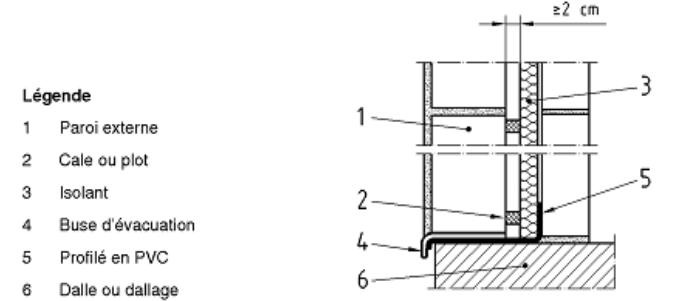 ≥2 cm
Légende
1 Paroi externe
2 Cale ou plot
3 Isolant
4 Buse d'évacuation
5 Profilé en PVC
6 Dalle ou dallage
1
2
3
4
5
6